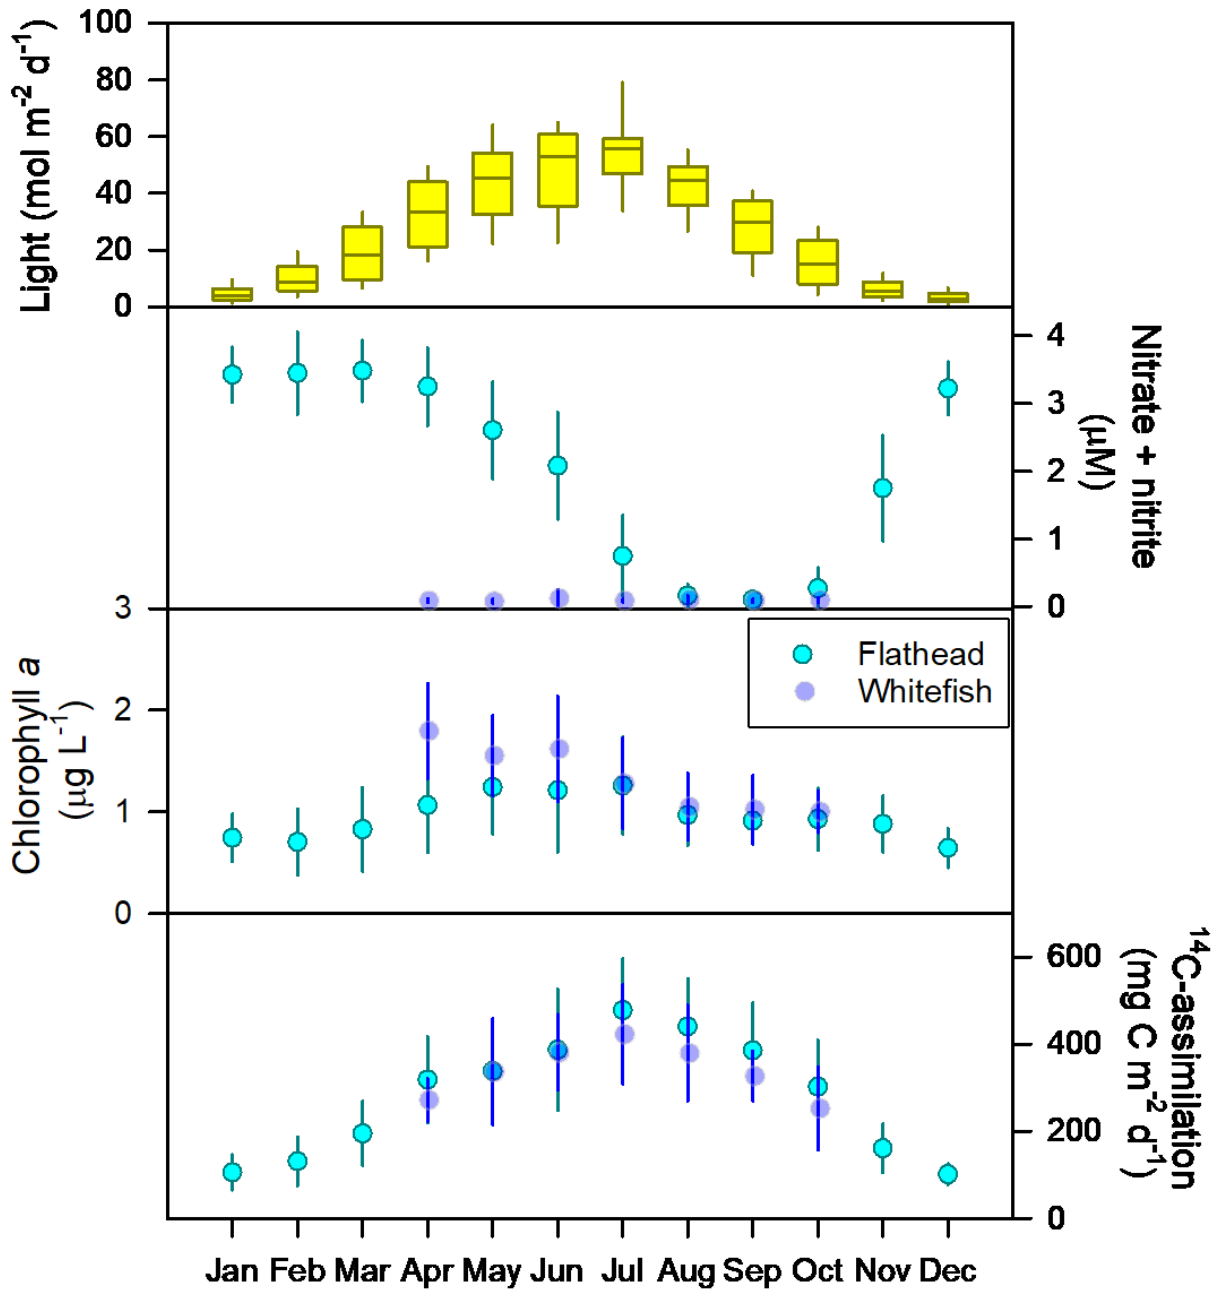 100
80
60
40
20
0
Light (mol m⁻² d⁻¹)
4
3
2
1
0
Nitrate + nitrite
(μM)
3
2
1
0
Chlorophyll a
(μg L⁻¹)
Flathead
Whitefish
600
400
200
0
¹⁴C-assimilation
(mg C m⁻² d⁻¹)
Jan Feb Mar Apr May Jun Jul Aug Sep Oct Nov Dec